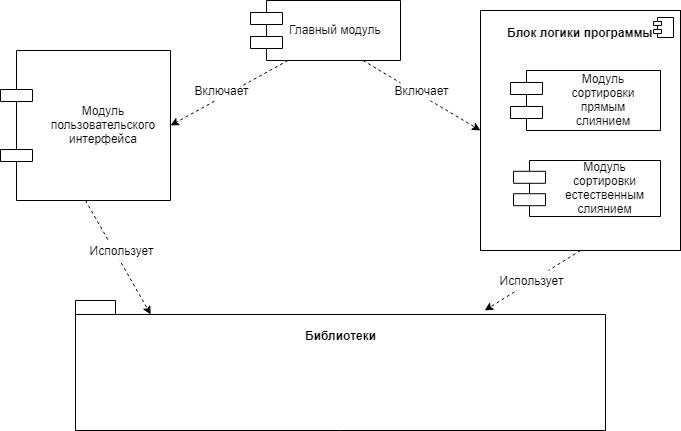 Главный модуль
Блок логики программы
Включает
Включает
Модуль
пользовательского
интерфейса
Модуль
сортировки
прямым
слиянием
Модуль
сортировки
естественным
слиянием
Использует
Использует
Библиотеки